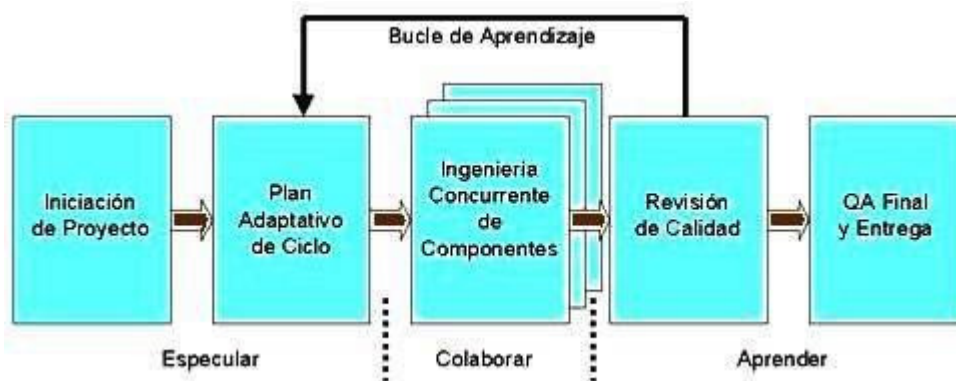 Bucle de Aprendizaje
Iniciación
de Proyecto
Plan
Adaptativo
de Ciclo
Ingeniería
Concurrente
de
Componentes
Revisión
de Calidad
QA Final
y Entrega
Especular
Colaborar
Aprender